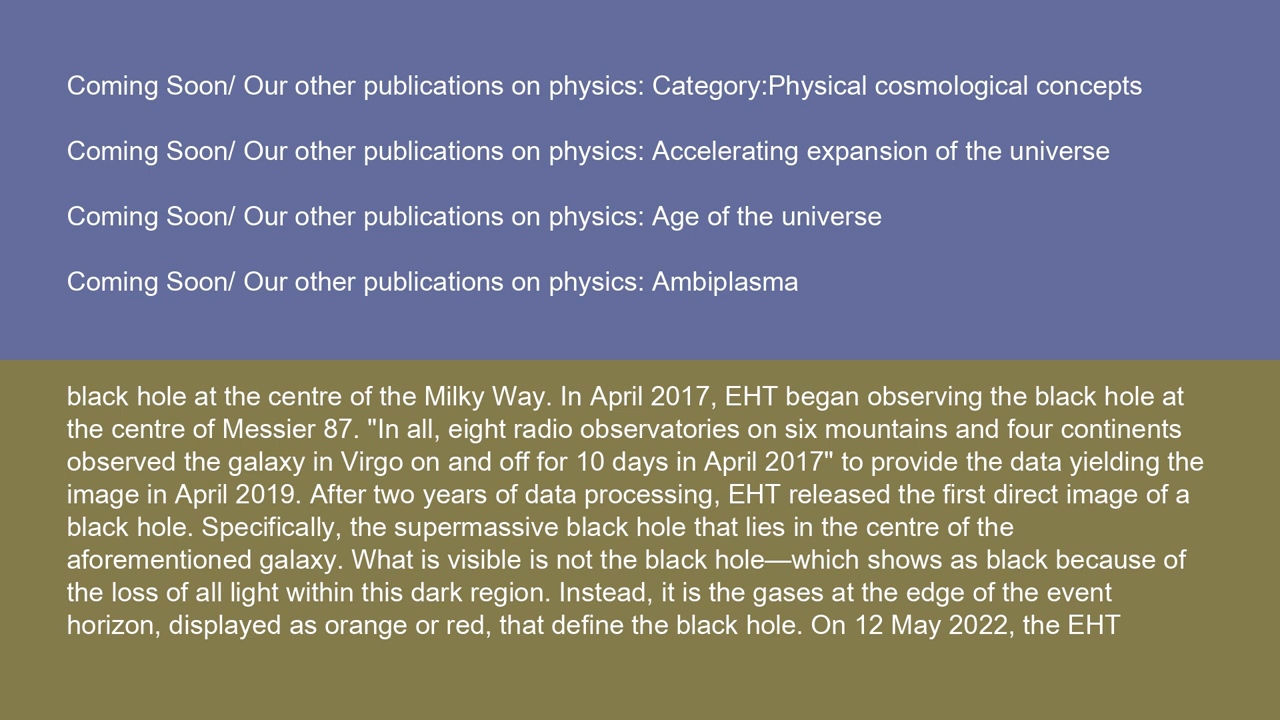 Coming Soon/ Our other publications on physics: Category:Physical cosmological concepts
Coming Soon/ Our other publications on physics: Accelerating expansion of the universe
Coming Soon/ Our other publications on physics: Age of the universe
Coming Soon/ Our other publications on physics: Ambiplasma
black hole at the centre of the Milky Way. In April 2017, EHT began observing the black hole at
the centre of Messier 87. "In all, eight radio observatories on six mountains and four continents
observed the galaxy in Virgo on and off for 10 days in April 2017" to provide the data yielding the
image in April 2019. After two years of data processing, EHT released the first direct image of a
black hole. Specifically, the supermassive black hole that lies in the centre of the
aforementioned galaxy. What is visible is not the black hole—which shows as black because of
the loss of all light within this dark region. Instead, it is the gases at the edge of the event
horizon, displayed as orange or red, that define the black hole. On 12 May 2022, the EHT